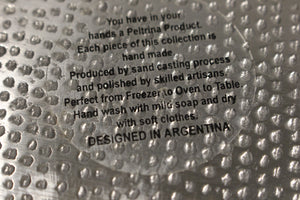 You have in your
hands a Peltrina Product.
Each piece of this collection is
hand made
Produced by sand casting process
and polished by skilled artisans
Perfect from Freezer to Oven to Table.
Hand wash with mild soap and dry
with soft clothes.
DESIGNED IN ARGENTINA